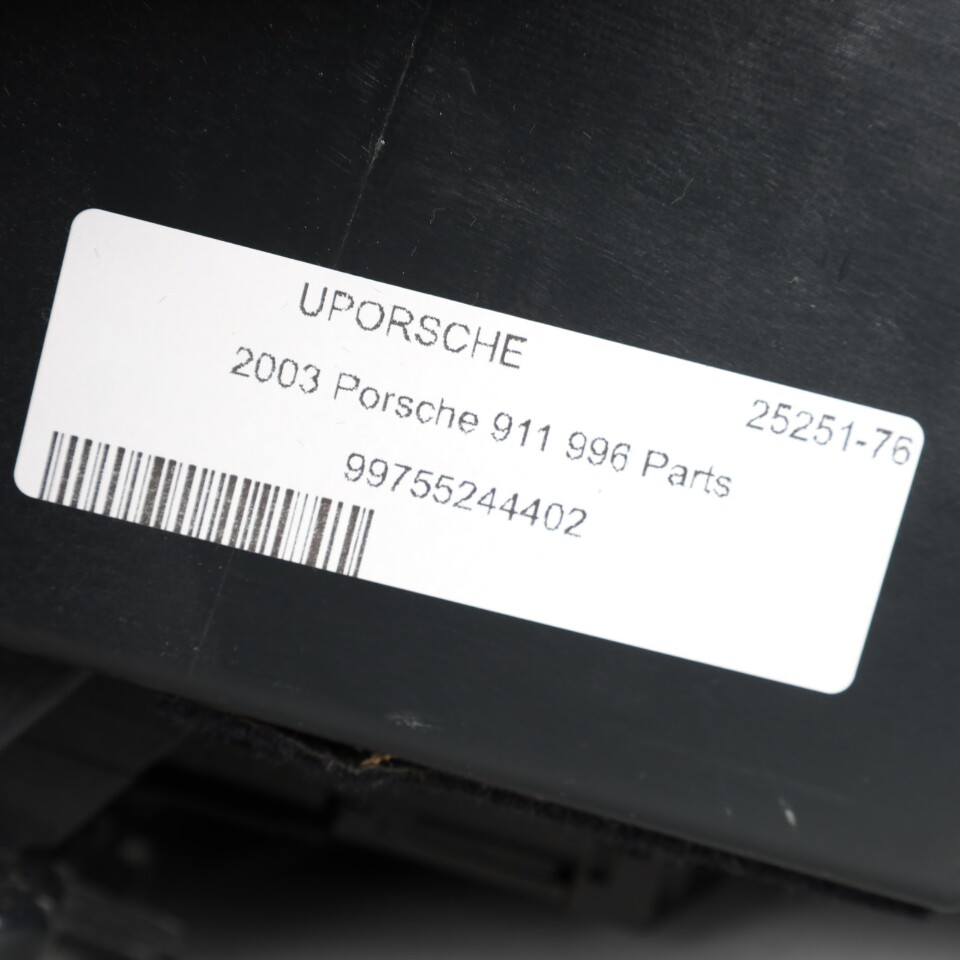 UPORSCHE
2003 Porsche 911 996 Parts
25251-76
99755244402